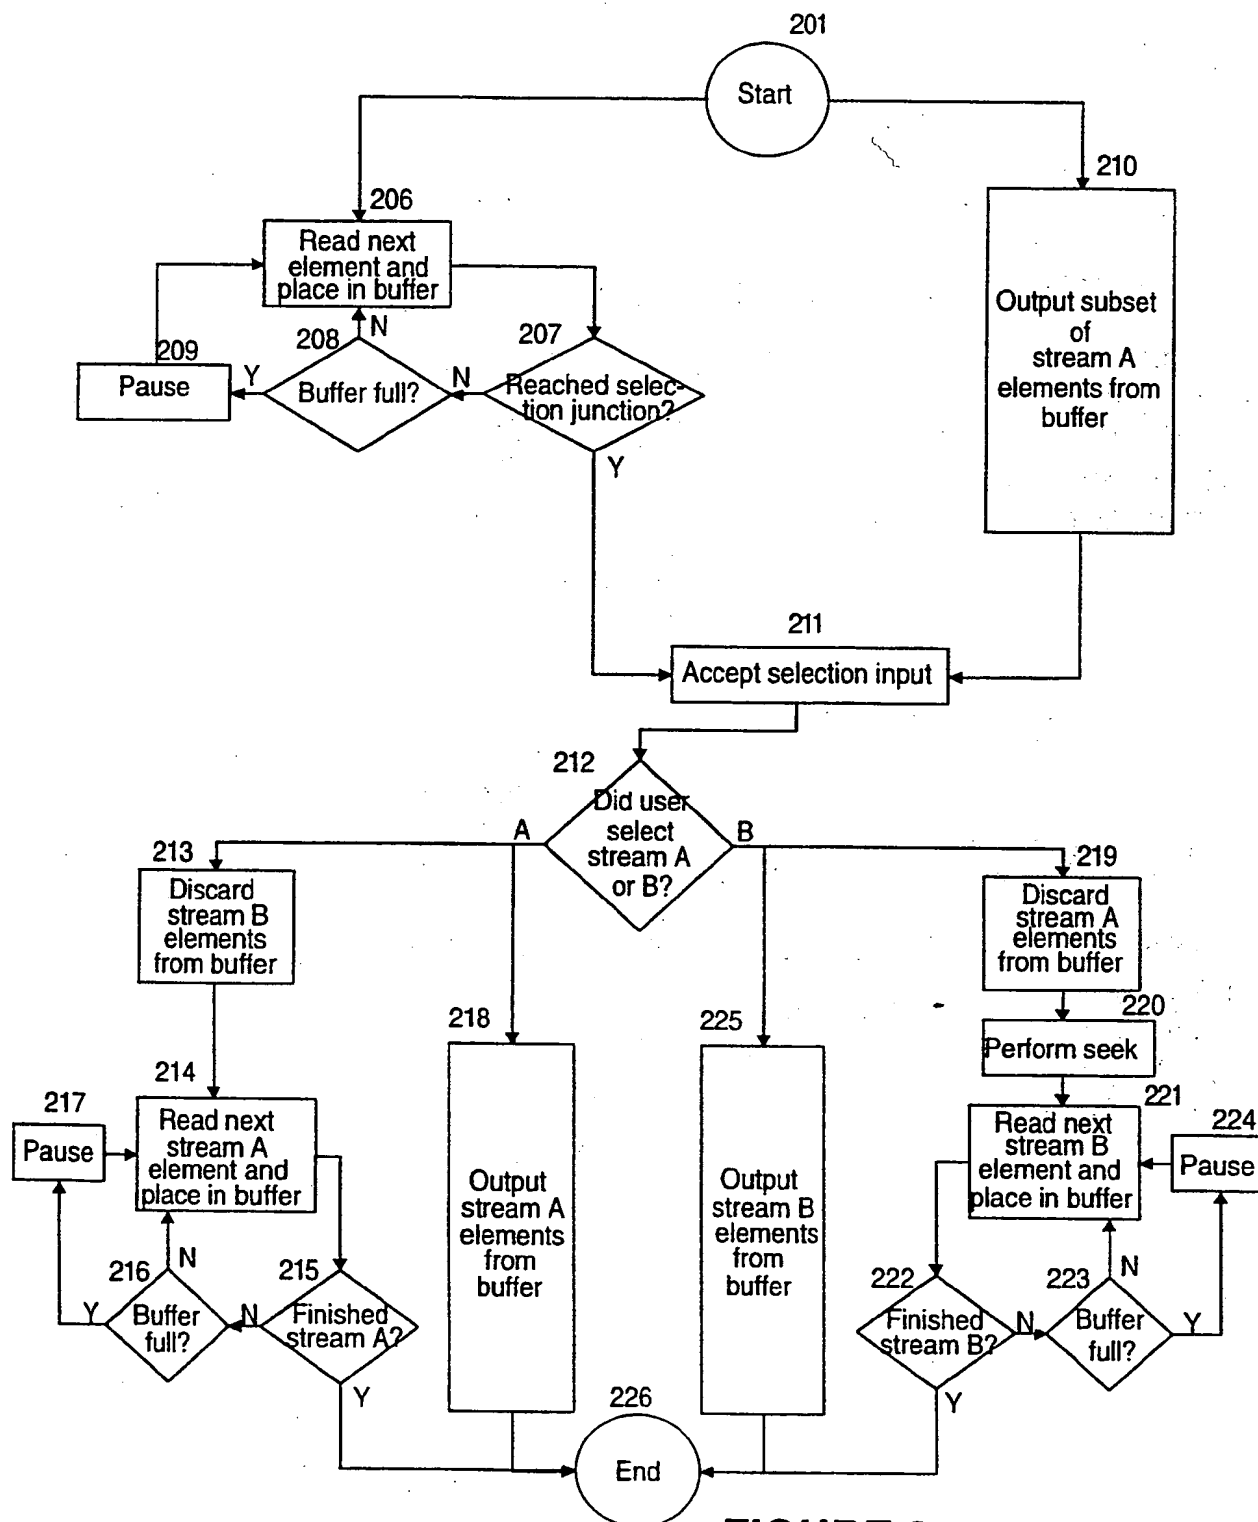 201
Start
210
206
Read next
element and
place in buffer
Output subset
of
stream A
elements from
buffer
N
208
207
209
Pause
Y
Buffer full?
N
Reached selec-
tion junction?
Y
211
Accept selection input
212
Did user
select
stream A
or B?
A
B
213
Discard
stream B
elements
from buffer
219
Discard
stream A
elements
from buffer
218
225
220
Perform seek
214
217
Pause
Read next
stream A
element and
place in buffer
221
224
Read next
stream B
element and
place in buffer
Pause
Output
stream A
elements
from
buffer
Output
stream B
elements
from
buffer
N
216
215
Y
Buffer
full?
N
Finished
stream A?
Y
222
223
N
Finished
stream B?
N
Buffer
full?
Y
Y
226
End